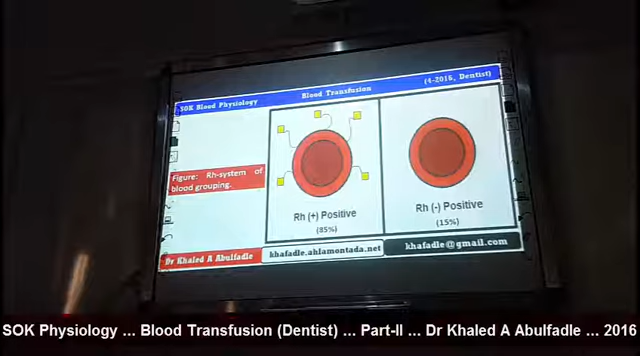 SOK Blood Physiology
Blood Transfusion
(4-2016, Dentist)
Figure: Rh-system of
blood grouping.
Rh (+) Positive
(85%)
Rh (-) Positive
(15%)
Dr Khaled A Abulfadle
khafadle.ahlamontada.net
khafadle@gmail.com
SOK Physiology ... Blood Transfusion (Dentist) ... Part-II ... Dr Khaled A Abulfadle ... 2016